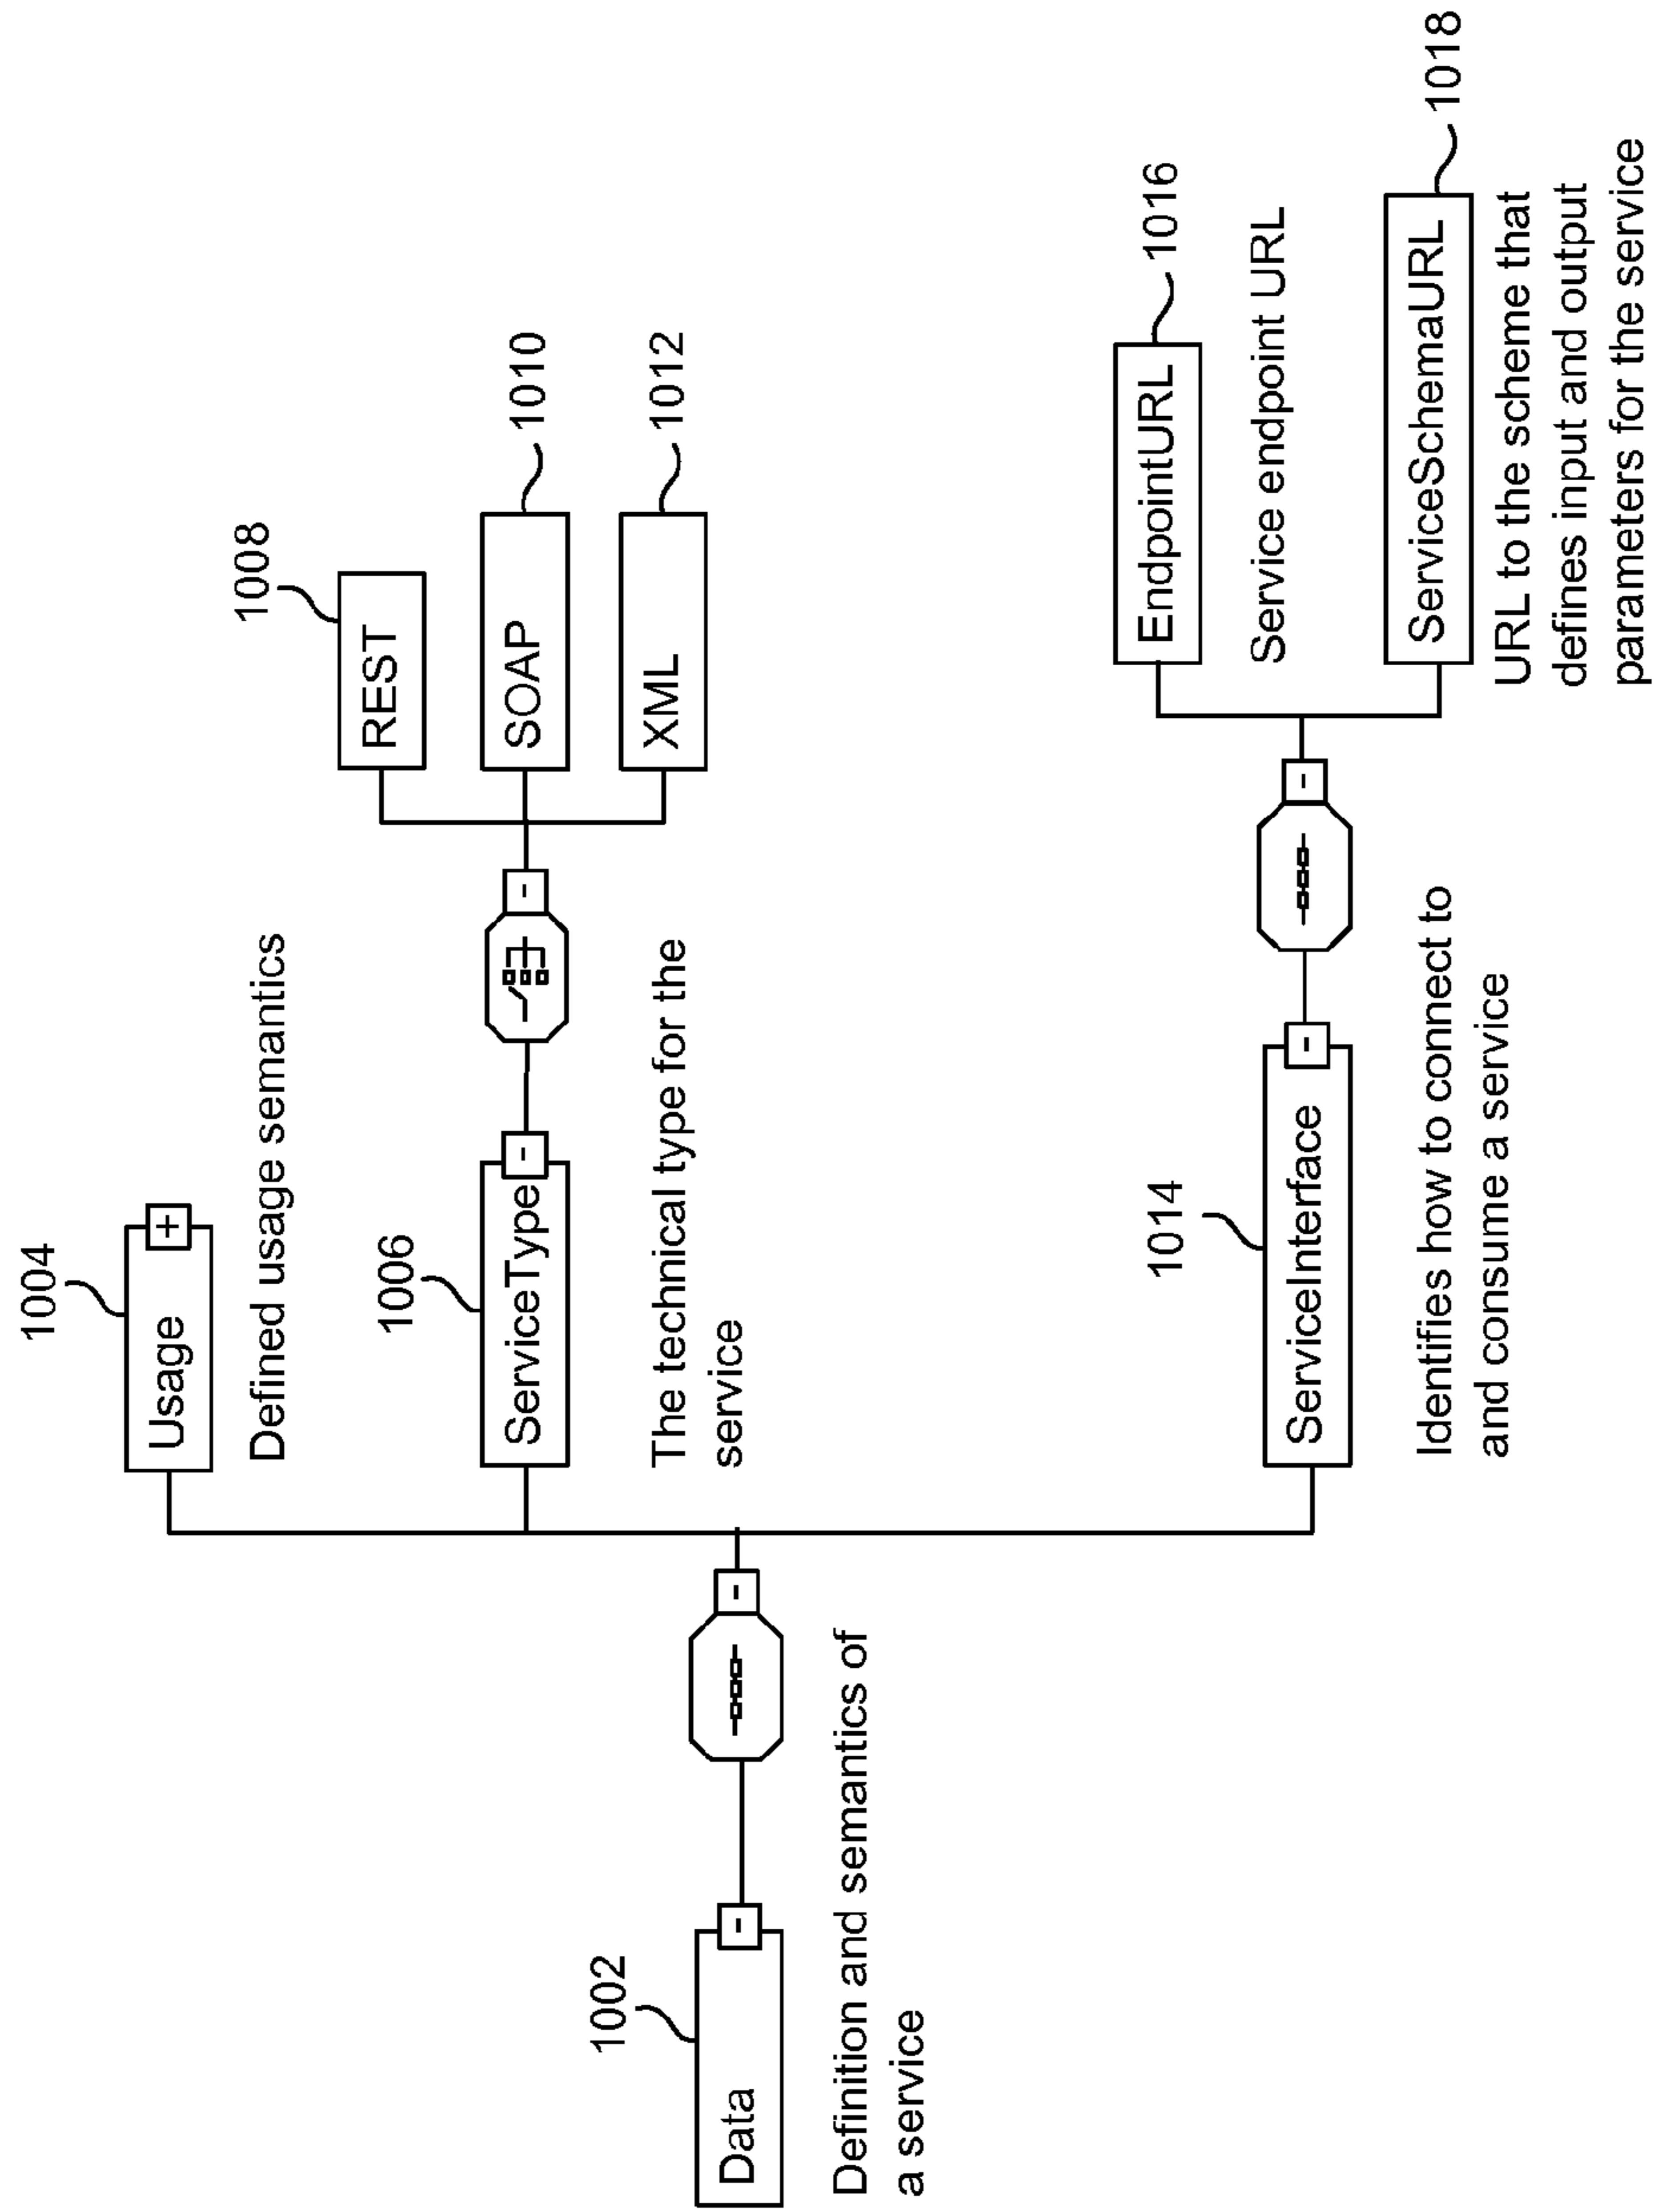 1004
Usage
+
Defined usage semantics
1008
REST
1006
ServiceType
-
-
SOAP
1010
The technical type for the
service
XML
1012
1002
Data
-
-
Definition and semantics of
a service
1014
ServiceInterface
-
-
Identifies how to connect to
and consume a service
EndpointURL
1016
Service endpoint URL
ServiceSchemaURL
1018
URL to the scheme that
defines input and output
parameters for the service